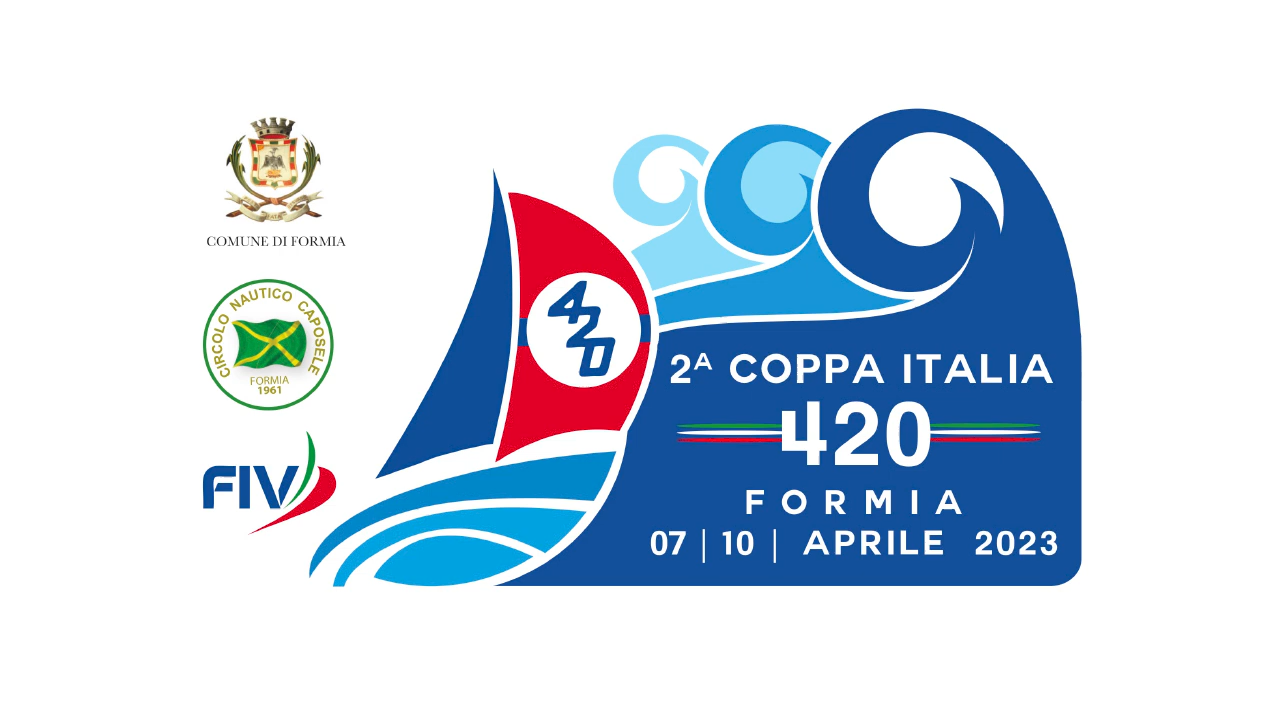 COMUNE DI FORMIA
CIRCOLO NAUTICO CAPOSELE
FORMIA
1961
FIV
420
2A COPPA ITALIA
420
FORMIA
07 | 10 | APRILE 2023